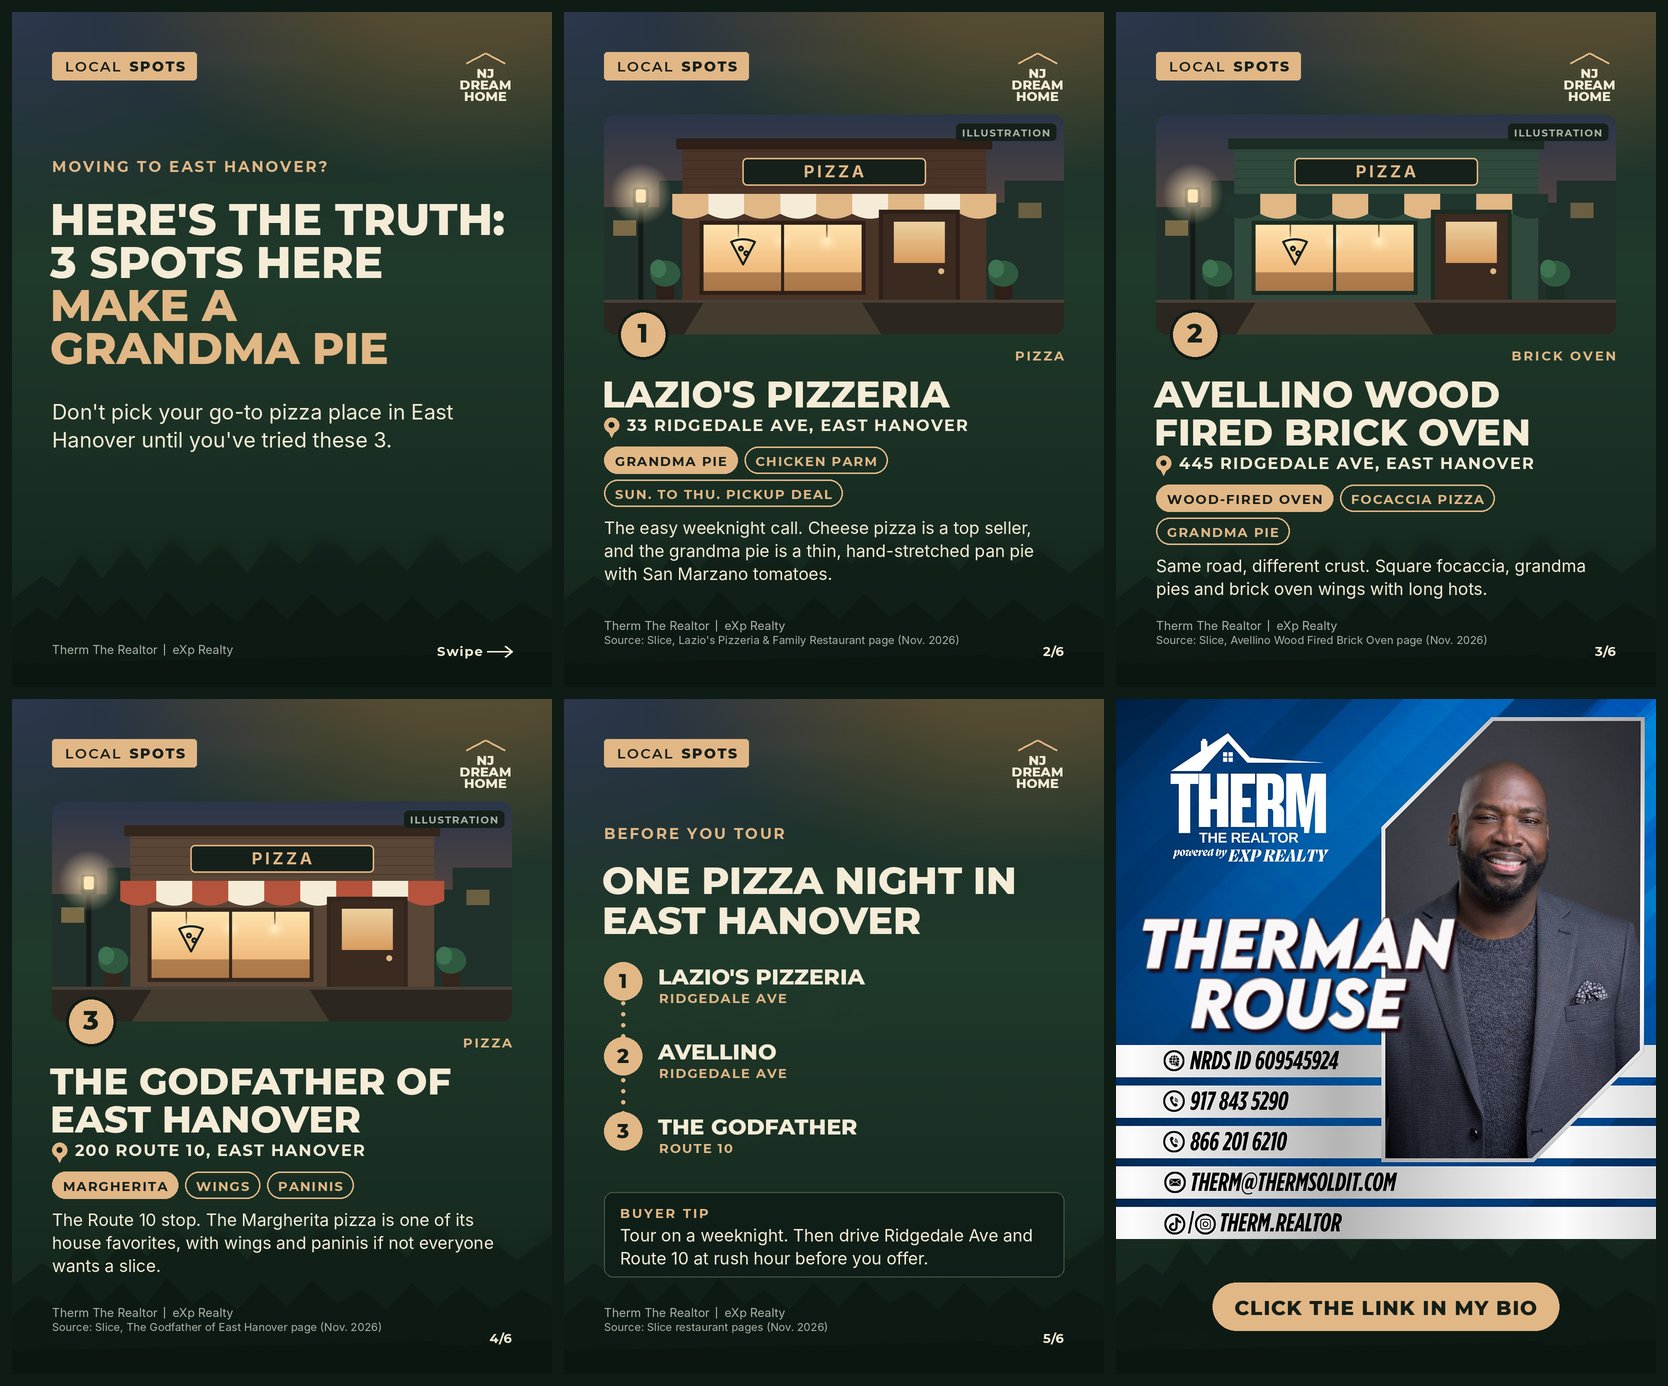 LOCAL SPOTS
NJ
DREAM
HOME
MOVING TO EAST HANOVER?
HERE'S THE TRUTH:
3 SPOTS HERE
MAKE A
GRANDMA PIE
Don't pick your go-to pizza place in East
Hanover until you've tried these 3.
Therm The Realtor | eXp Realty
Swipe
LOCAL SPOTS
NJ
DREAM
HOME
ILLUSTRATION
PIZZA
1
PIZZA
LAZIO'S PIZZERIA
33 RIDGEDALE AVE, EAST HANOVER
GRANDMA PIE
CHICKEN PARM
SUN. TO THU. PICKUP DEAL
The easy weeknight call. Cheese pizza is a top seller,
and the grandma pie is a thin, hand-stretched pan pie
with San Marzano tomatoes.
Therm The Realtor | eXp Realty
Source: Slice, Lazio's Pizzeria & Family Restaurant page (Nov. 2026)
2/6
LOCAL SPOTS
NJ
DREAM
HOME
ILLUSTRATION
PIZZA
2
BRICK OVEN
AVELLINO WOOD
FIRED BRICK OVEN
445 RIDGEDALE AVE, EAST HANOVER
WOOD-FIRED OVEN
FOCACCIA PIZZA
GRANDMA PIE
Same road, different crust. Square focaccia, grandma
pies and brick oven wings with long hots.
Therm The Realtor | eXp Realty
Source: Slice, Avellino Wood Fired Brick Oven page (Nov. 2026)
3/6
LOCAL SPOTS
NJ
DREAM
HOME
ILLUSTRATION
PIZZA
3
PIZZA
THE GODFATHER OF
EAST HANOVER
200 ROUTE 10, EAST HANOVER
MARGHERITA
WINGS
PANINIS
The Route 10 stop. The Margherita pizza is one of its
house favorites, with wings and paninis if not everyone
wants a slice.
Therm The Realtor | eXp Realty
Source: Slice, The Godfather of East Hanover page (Nov. 2026)
4/6
LOCAL SPOTS
NJ
DREAM
HOME
BEFORE YOU TOUR
ONE PIZZA NIGHT IN
EAST HANOVER
1 LAZIO'S PIZZERIA
RIDGEDALE AVE
2 AVELLINO
RIDGEDALE AVE
3 THE GODFATHER
ROUTE 10
BUYER TIP
Tour on a weeknight. Then drive Ridgedale Ave and
Route 10 at rush hour before you offer.
Therm The Realtor | eXp Realty
Source: Slice restaurant pages (Nov. 2026)
5/6
THERM
THE REALTOR
powered by EXP REALTY
THERMAN
ROUSE
NRDS ID 609545924
917 843 5290
866 201 6210
THERM@THERMSOLDIT.COM
/ THERM.REALTOR
CLICK THE LINK IN MY BIO